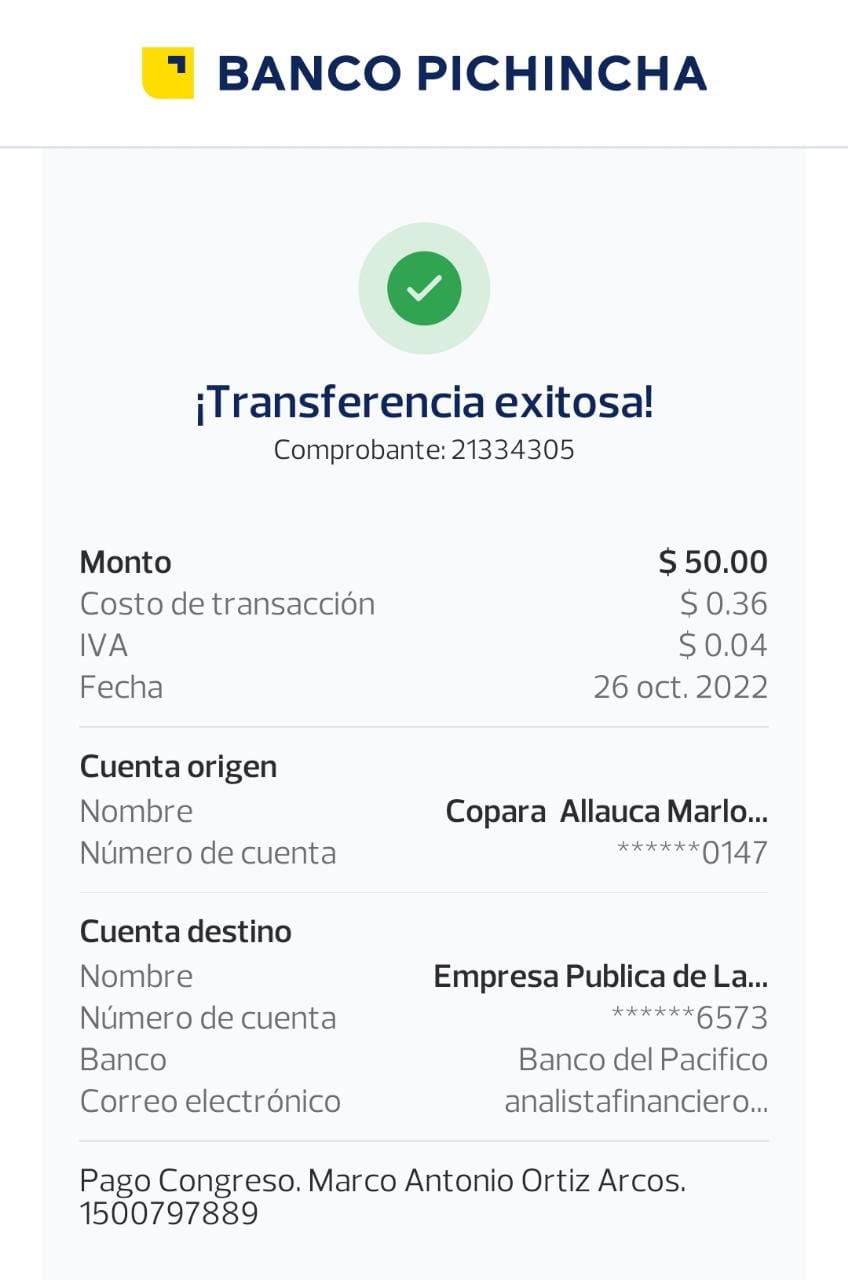 BANCO PICHINCHA
¡Transferencia exitosa!
Comprobante: 21334305
Monto $ 50.00
Costo de transacción $ 0.36
IVA $ 0.04
Fecha 26 oct. 2022
Cuenta origen
Nombre Copara Allauca Marlo...
Número de cuenta ******0147
Cuenta destino
Nombre Empresa Publica de La...
Número de cuenta ******6573
Banco Banco del Pacifico
Correo electrónico analistafinanciero...
Pago Congreso. Marco Antonio Ortiz Arcos.
1500797889